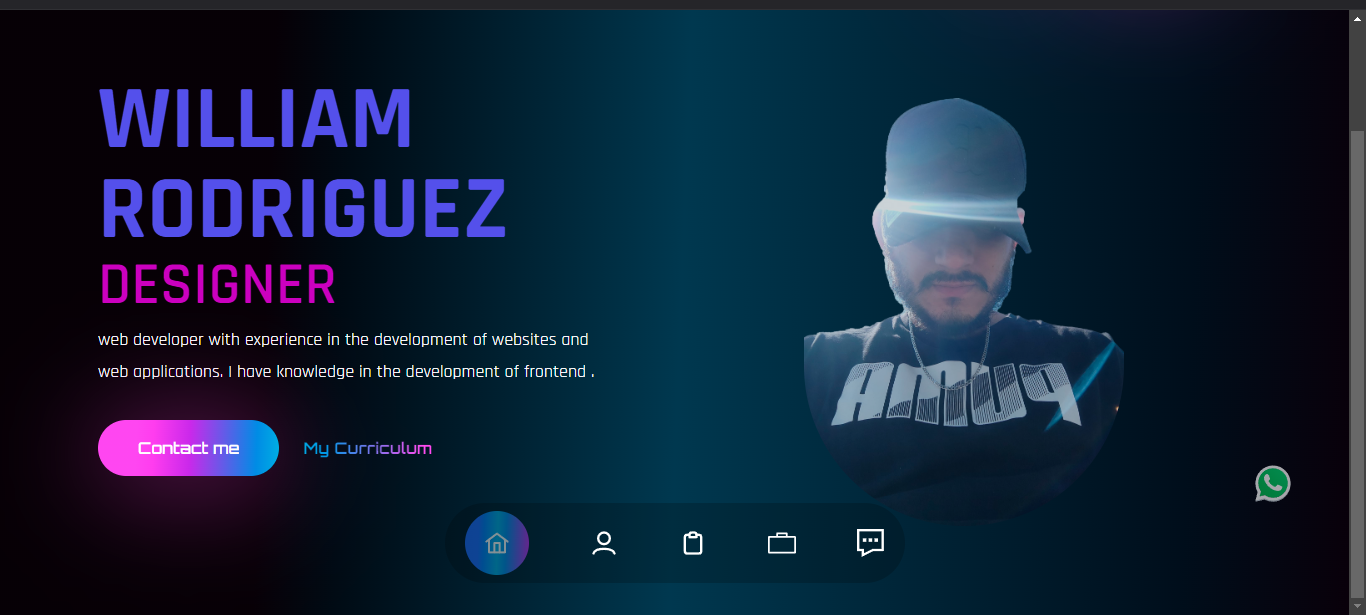 WILLIAM
RODRIGUEZ
DESIGNER
web developer with experience in the development of websites and
web applications. I have knowledge in the development of frontend .
Contact me
My Curriculum